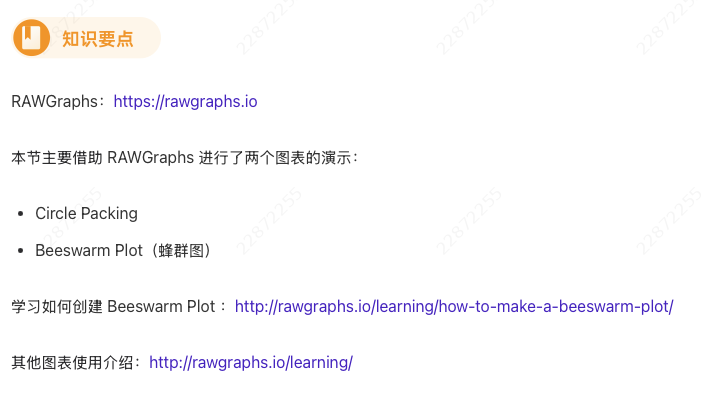 知识要点
RAWGraphs：https://rawgraphs.io
本节主要借助 RAWGraphs 进行了两个图表的演示：
• Circle Packing
• Beeswarm Plot（蜂群图）
学习如何创建 Beeswarm Plot ：http://rawgraphs.io/learning/how-to-make-a-beeswarm-plot/
其他图表使用介绍：http://rawgraphs.io/learning/
22872255
22872255
22872255
22872255
22872255
22872255
22872255
22872255